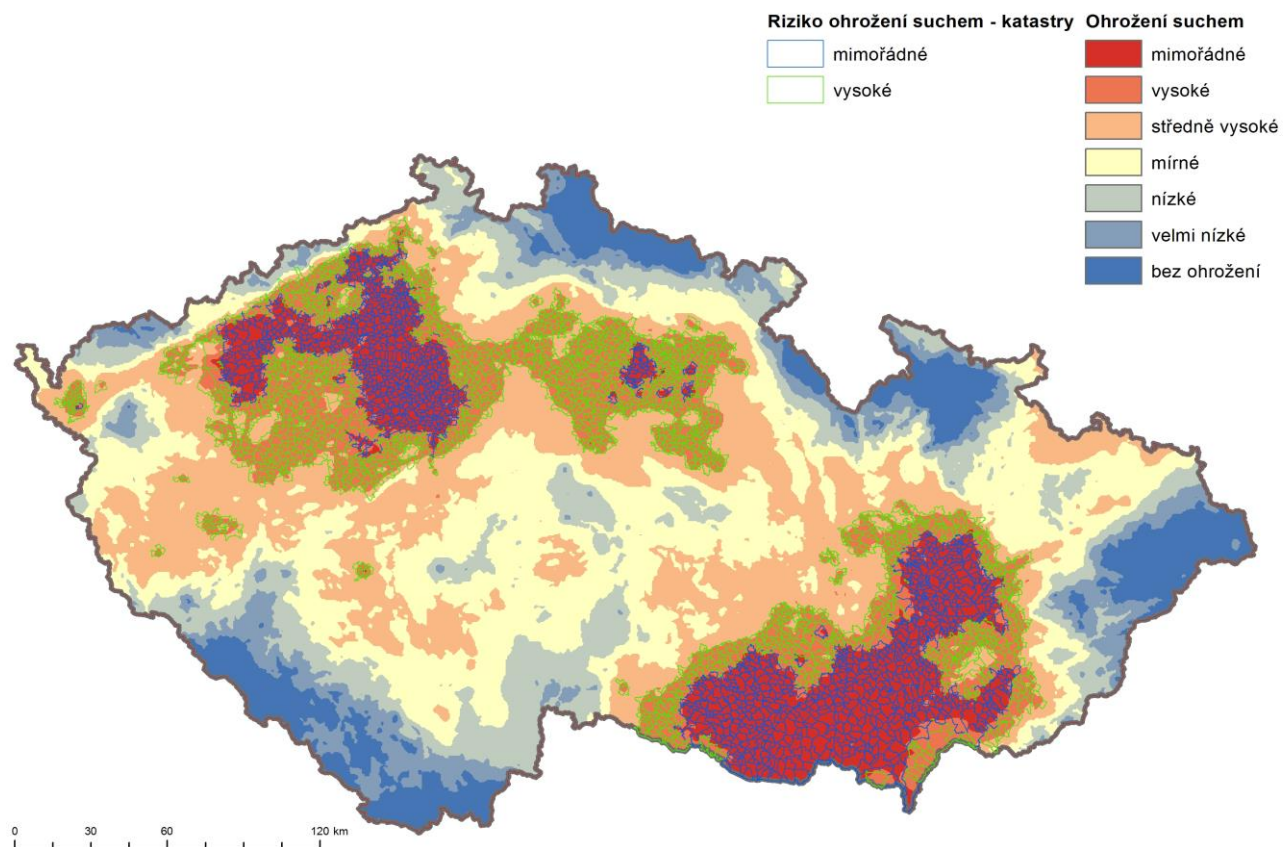 Riziko ohrožení suchem - katastry
mimořádné
vysoké
Ohrožení suchem
mimořádné
vysoké
středně vysoké
mírné
nízké
velmi nízké
bez ohrožení
0 30 60 120 km